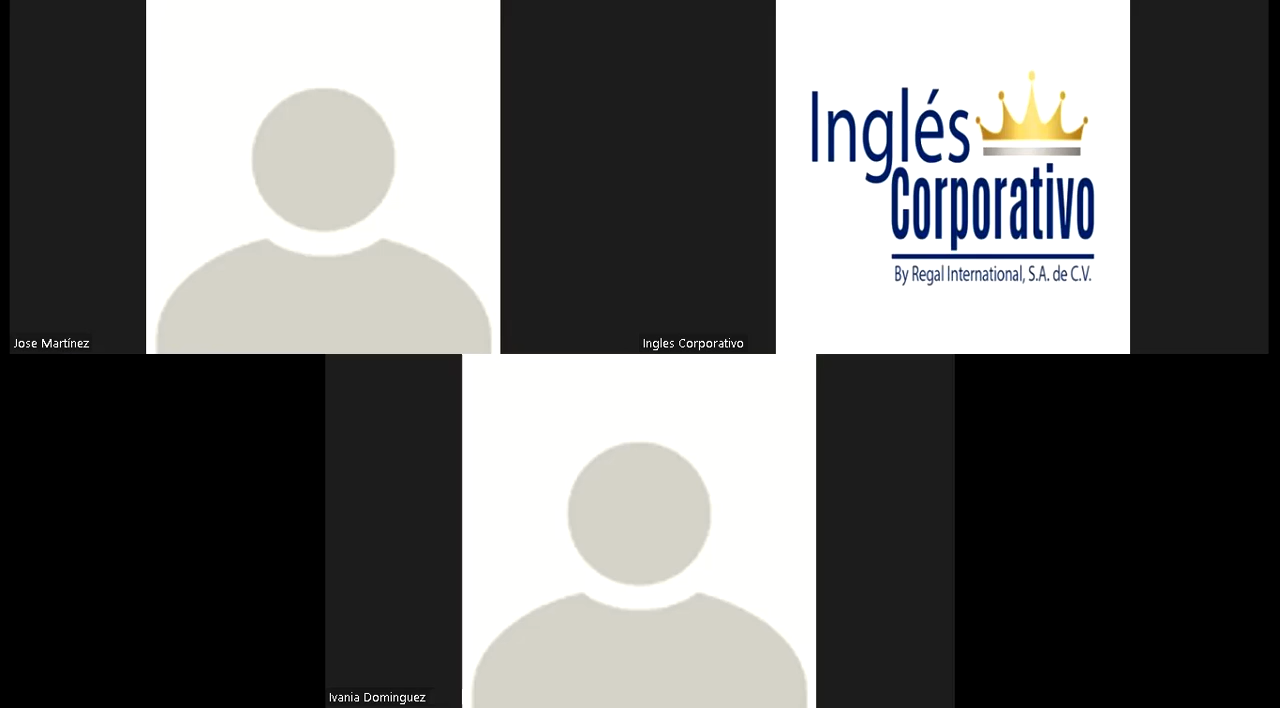 Inglés
Corporativo
By Regal International, S.A. de C.V.
Jose Martínez
Ingles Corporativo
Ivania Dominguez